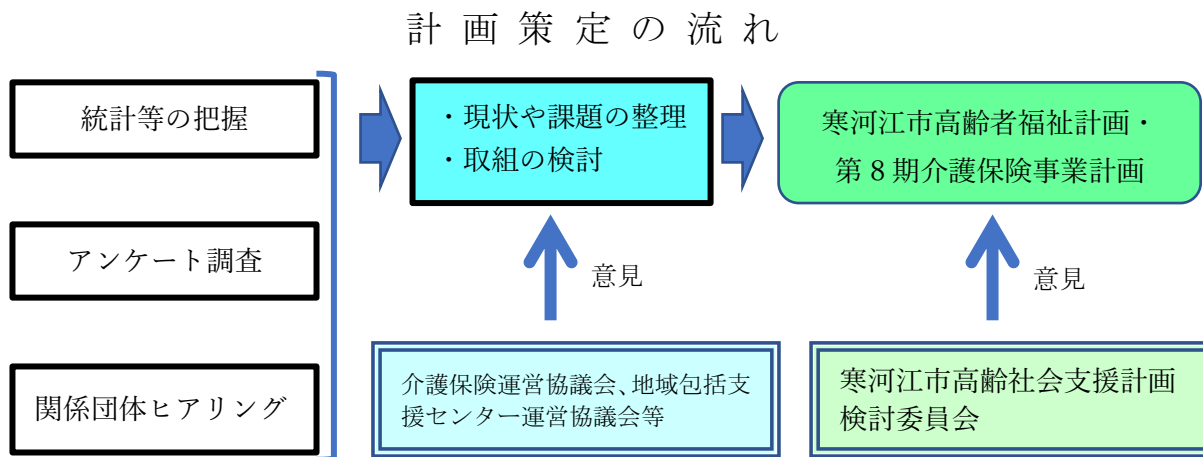 計画策定の流れ
統計等の把握
アンケート調査
関係団体ヒアリング
・現状や課題の整理
・取組の検討
意見
介護保険運営協議会、地域包括支
援センター運営協議会等
寒河江市高齢者福祉計画・
第8期介護保険事業計画
意見
寒河江市高齢社会支援計画
検討委員会